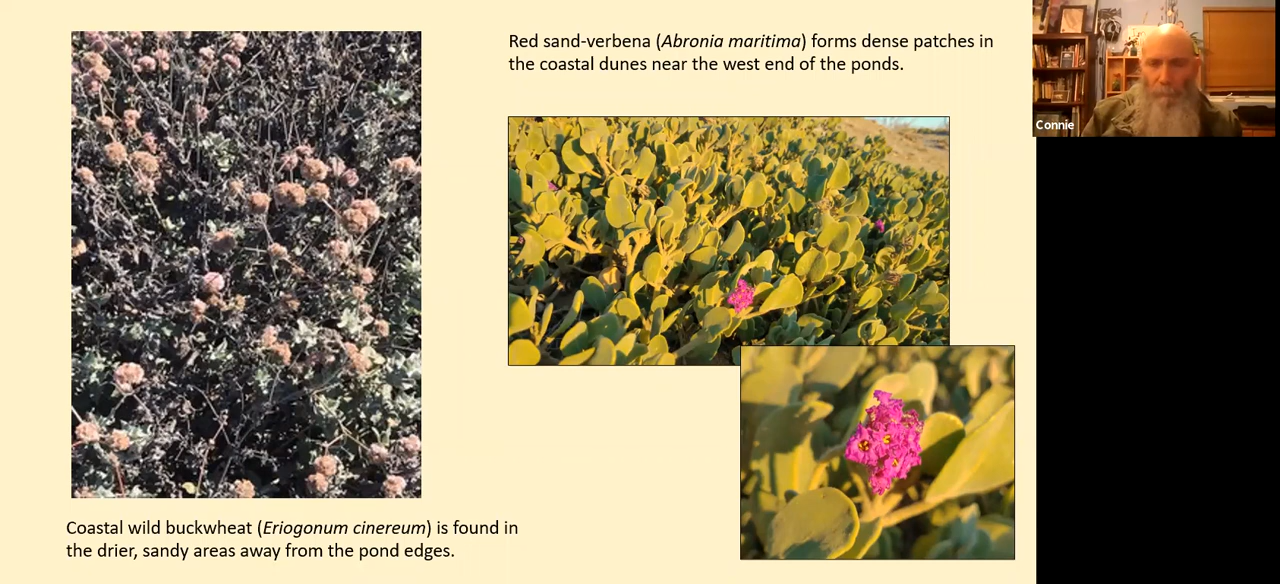 Red sand-verbena (Abronia maritima) forms dense patches in
the coastal dunes near the west end of the ponds.
Connie
Coastal wild buckwheat (Eriogonum cinereum) is found in
the drier, sandy areas away from the pond edges.